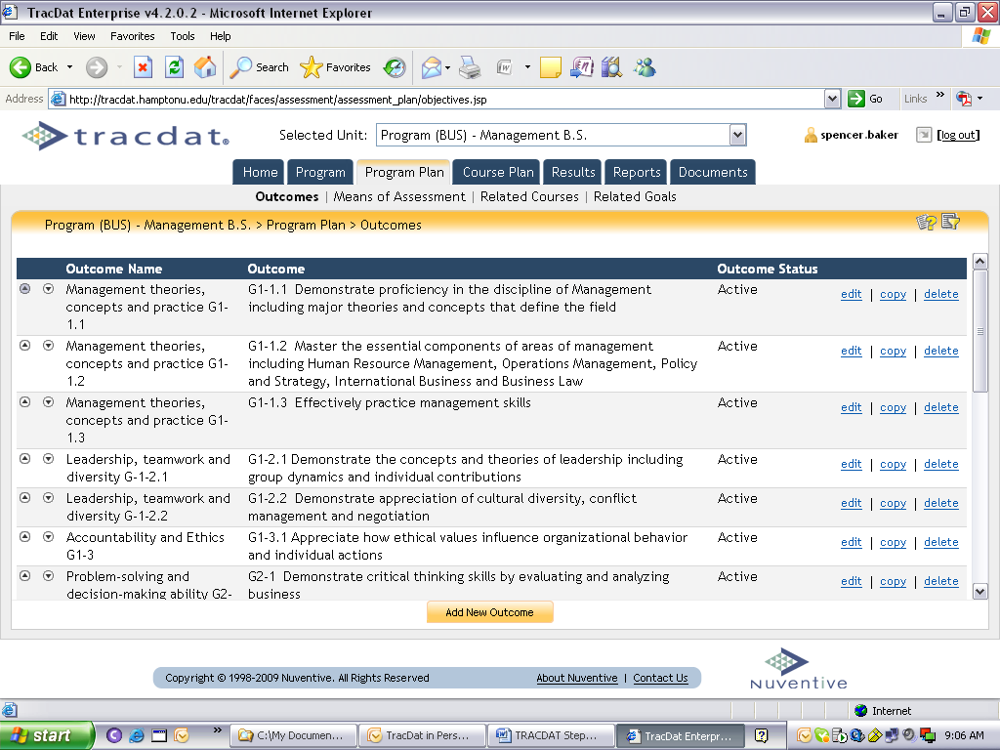 TracDat Enterprise v4.2.0.2 - Microsoft Internet Explorer
File Edit View Favorites Tools Help
Back Search Favorites
Address http://tracdat.hamptonu.edu/tracdat/faces/assessment/assessment_plan/objectives.jsp Go Links »
tracdat® Selected Unit: Program (BUS) - Management B.S. spencer.baker [log out]
Home Program Program Plan Course Plan Results Reports Documents
Outcomes | Means of Assessment | Related Courses | Related Goals
Program (BUS) - Management B.S. > Program Plan > Outcomes
Outcome Name Outcome Outcome Status
Management theories, G1-1.1 Demonstrate proficiency in the discipline of Management Active edit | copy | delete
concepts and practice G1- including major theories and concepts that define the field
1.1
Management theories, G1-1.2 Master the essential components of areas of management Active edit | copy | delete
concepts and practice G1- including Human Resource Management, Operations Management, Policy
1.2 and Strategy, International Business and Business Law
Management theories, G1-1.3 Effectively practice management skills Active edit | copy | delete
concepts and practice G1-
1.3
Leadership, teamwork and G1-2.1 Demonstrate the concepts and theories of leadership including Active edit | copy | delete
diversity G-1-2.1 group dynamics and individual contributions
Leadership, teamwork and G1-2.2 Demonstrate appreciation of cultural diversity, conflict Active edit | copy | delete
diversity G-1-2.2 management and negotiation
Accountability and Ethics G1-3.1 Appreciate how ethical values influence organizational behavior Active edit | copy | delete
G1-3 and individual actions
Problem-solving and G2-1 Demonstrate critical thinking skills by evaluating and analyzing Active edit | copy | delete
decision-making ability G2- business
Add New Outcome
Copyright © 1998-2009 Nuventive. All Rights Reserved About Nuventive | Contact Us
NUVENTIVE
Internet
start » C:\My Documen... TracDat in Pers... TRACDAT Step... TracDat Enterpr... 9:06 AM